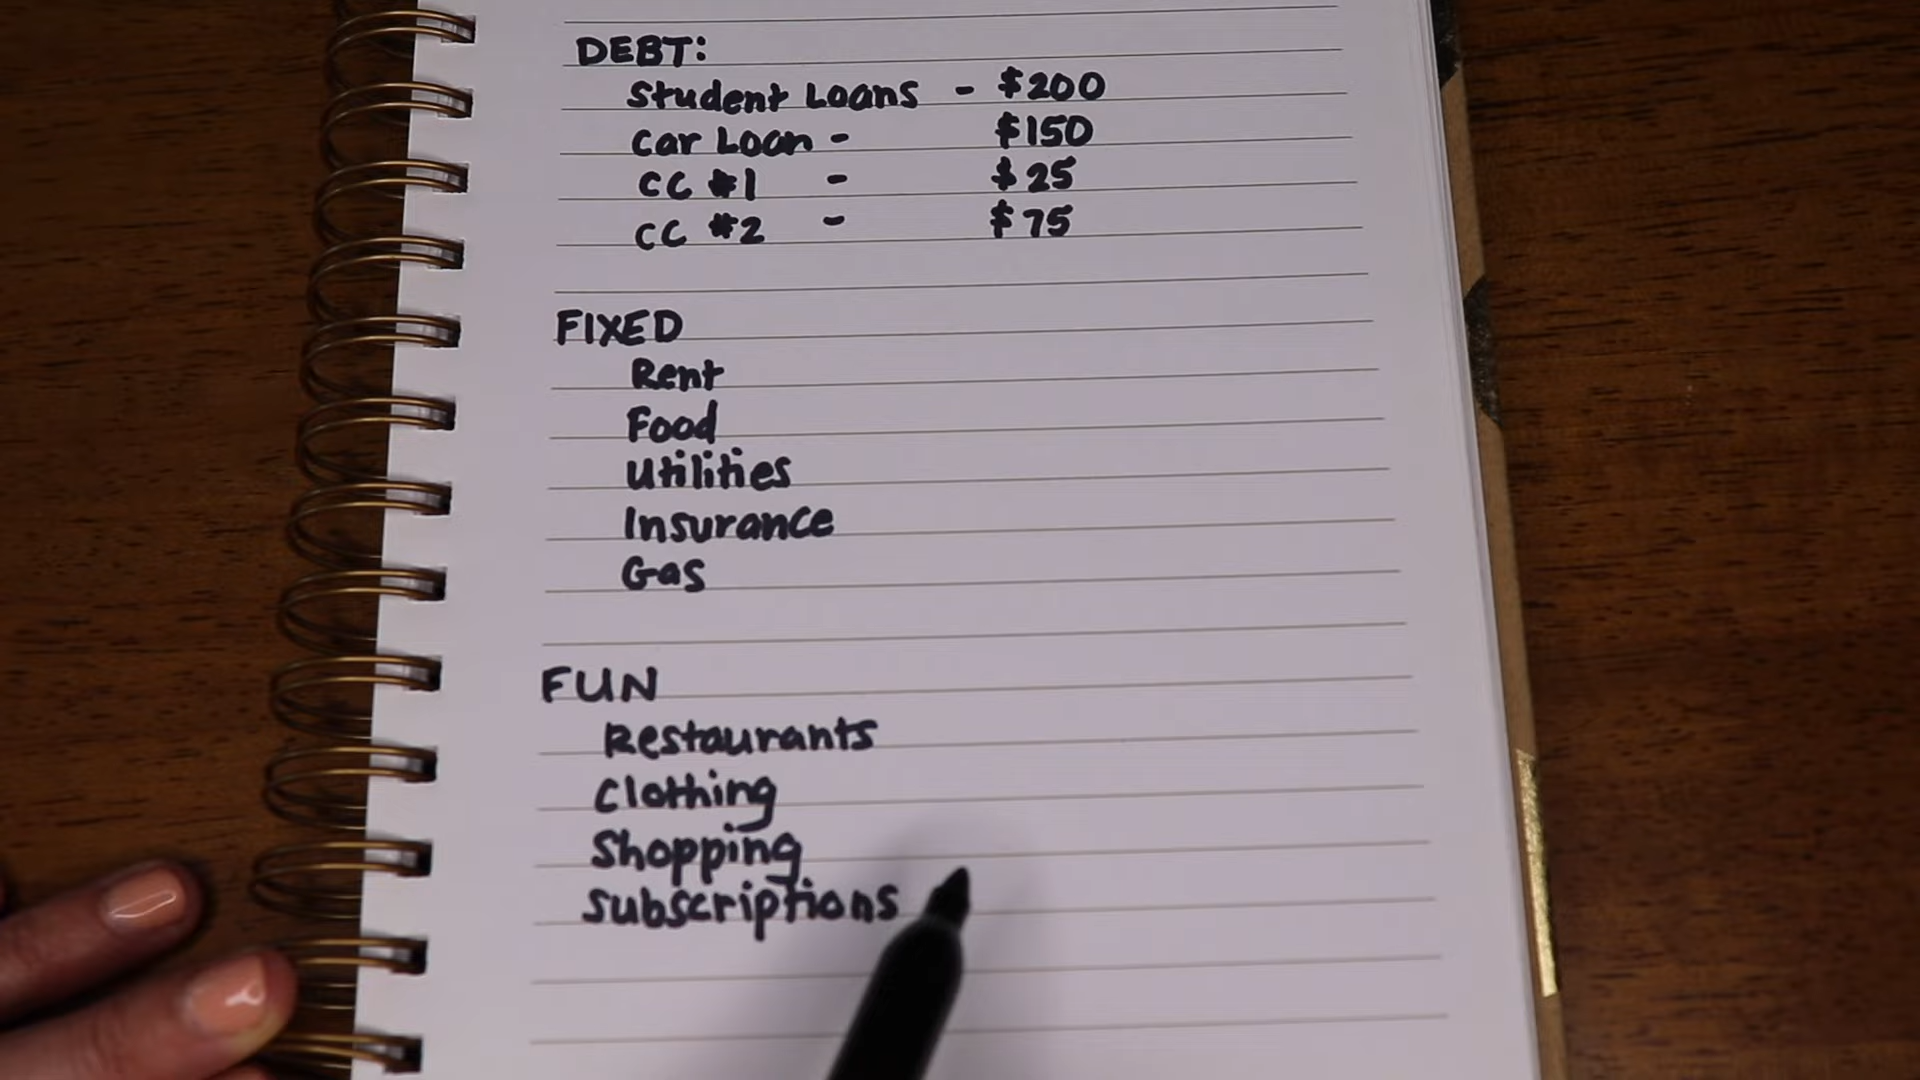 DEBT:
Student Loans - $200
Car Loan - $150
CC #1 - $25
CC #2 - $75
FIXED
Rent
Food
Utilities
Insurance
Gas
FUN
Restaurants
Clothing
Shopping
Subscriptions